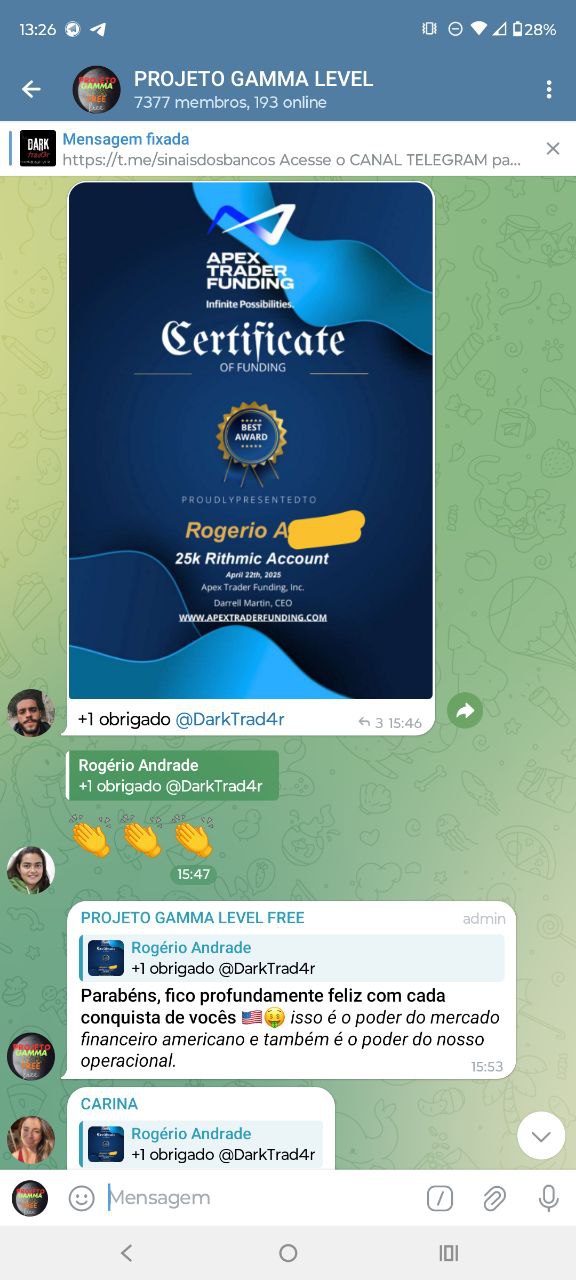 13:26
28%
PROJETO GAMMA LEVEL
7377 membros, 193 online
Mensagem fixada
https://t.me/sinaisdosbancos Acesse o CANAL TELEGRAM pa...
DARK
APEX
TRADER
FUNDING
Infinite Possibilities.
Certificate
OF FUNDING
BEST
AWARD
PROUDLYPRESENTEDTO
Rogerio A
25k Rithmic Account
April 22th, 2025
Apex Trader Funding, Inc.
Darrell Martin, CEO
WWW.APEXTRADERFUNDING.COM
+1 obrigado @DarkTrad4r
3 15:46
Rogério Andrade
+1 obrigado @DarkTrad4r
👏👏👏
15:47
PROJETO GAMMA LEVEL FREE admin
Rogério Andrade
+1 obrigado @DarkTrad4r
Parabéns, fico profundamente feliz com cada
conquista de vocês 🇺🇸🤑 isso é o poder do mercado
financeiro americano e também é o poder do nosso
operacional.
15:53
CARINA
Rogério Andrade
+1 obrigado @DarkTrad4r
Mensagem